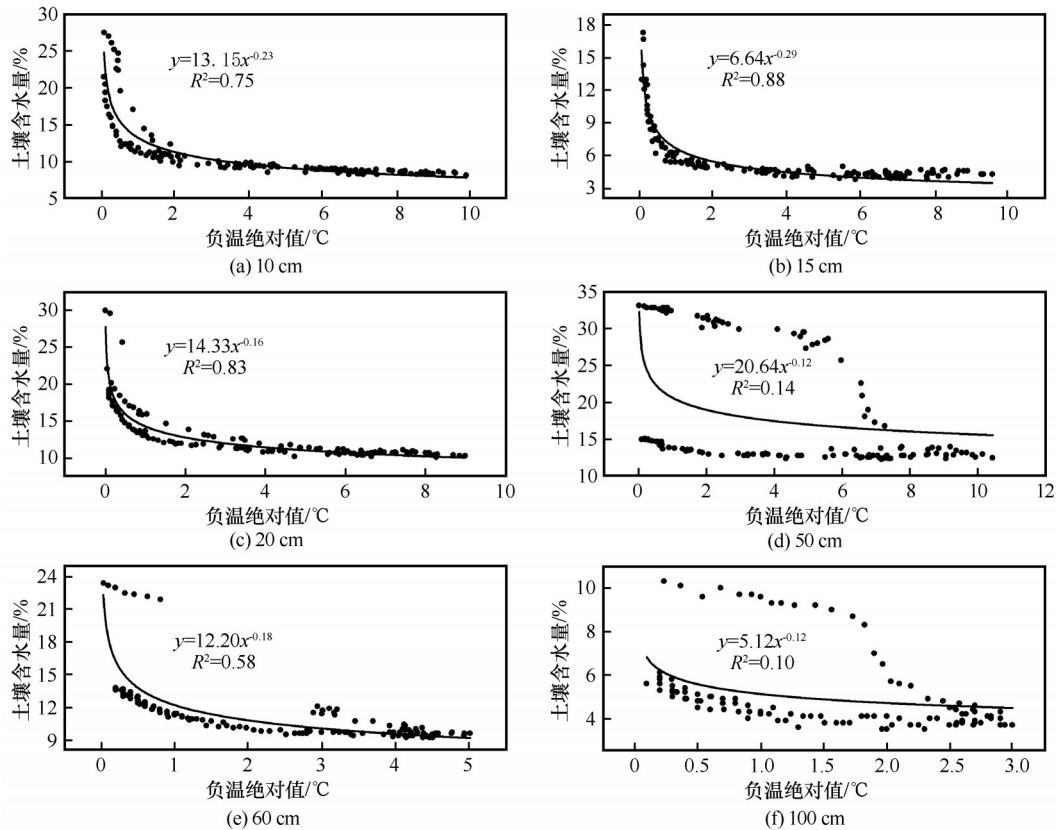 30
25
20
15
10
5
土壤含水量/%
y=13. 15x^-0.23
R²=0.75
0 2 4 6 8 10
负温绝对值/℃
(a) 10 cm
18
15
12
9
6
3
土壤含水量/%
y=6.64x^-0.29
R²=0.88
0 2 4 6 8 10
负温绝对值/℃
(b) 15 cm
30
25
20
15
10
土壤含水量/%
y=14.33x^-0.16
R²=0.83
0 2 4 6 8 10
负温绝对值/℃
(c) 20 cm
35
30
25
20
15
10
土壤含水量/%
y=20.64x^-0.12
R²=0.14
0 2 4 6 8 10 12
负温绝对值/℃
(d) 50 cm
24
21
18
15
12
9
土壤含水量/%
y=12.20x^-0.18
R²=0.58
0 1 2 3 4 5
负温绝对值/℃
(e) 60 cm
10
8
6
4
土壤含水量/%
y=5.12x^-0.12
R²=0.10
0 0.5 1.0 1.5 2.0 2.5 3.0
负温绝对值/℃
(f) 100 cm